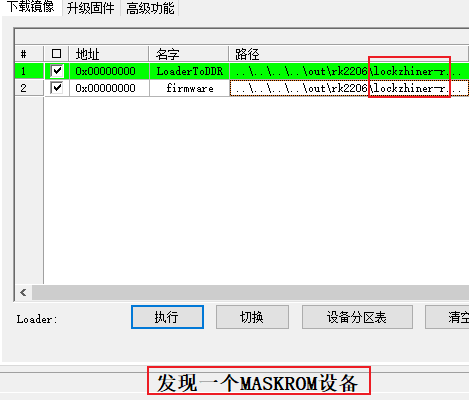 下载镜像 升级固件 高级功能
# 地址 名字 路径
1 0x00000000 LoaderToDDR ..\..\..\..\out\rk2206\lockzhiner-r...
2 0x00000000 firmware ..\..\..\..\out\rk2206\lockzhiner-r...
Loader: 执行 切换 设备分区表 清空
发现一个MASKROM设备